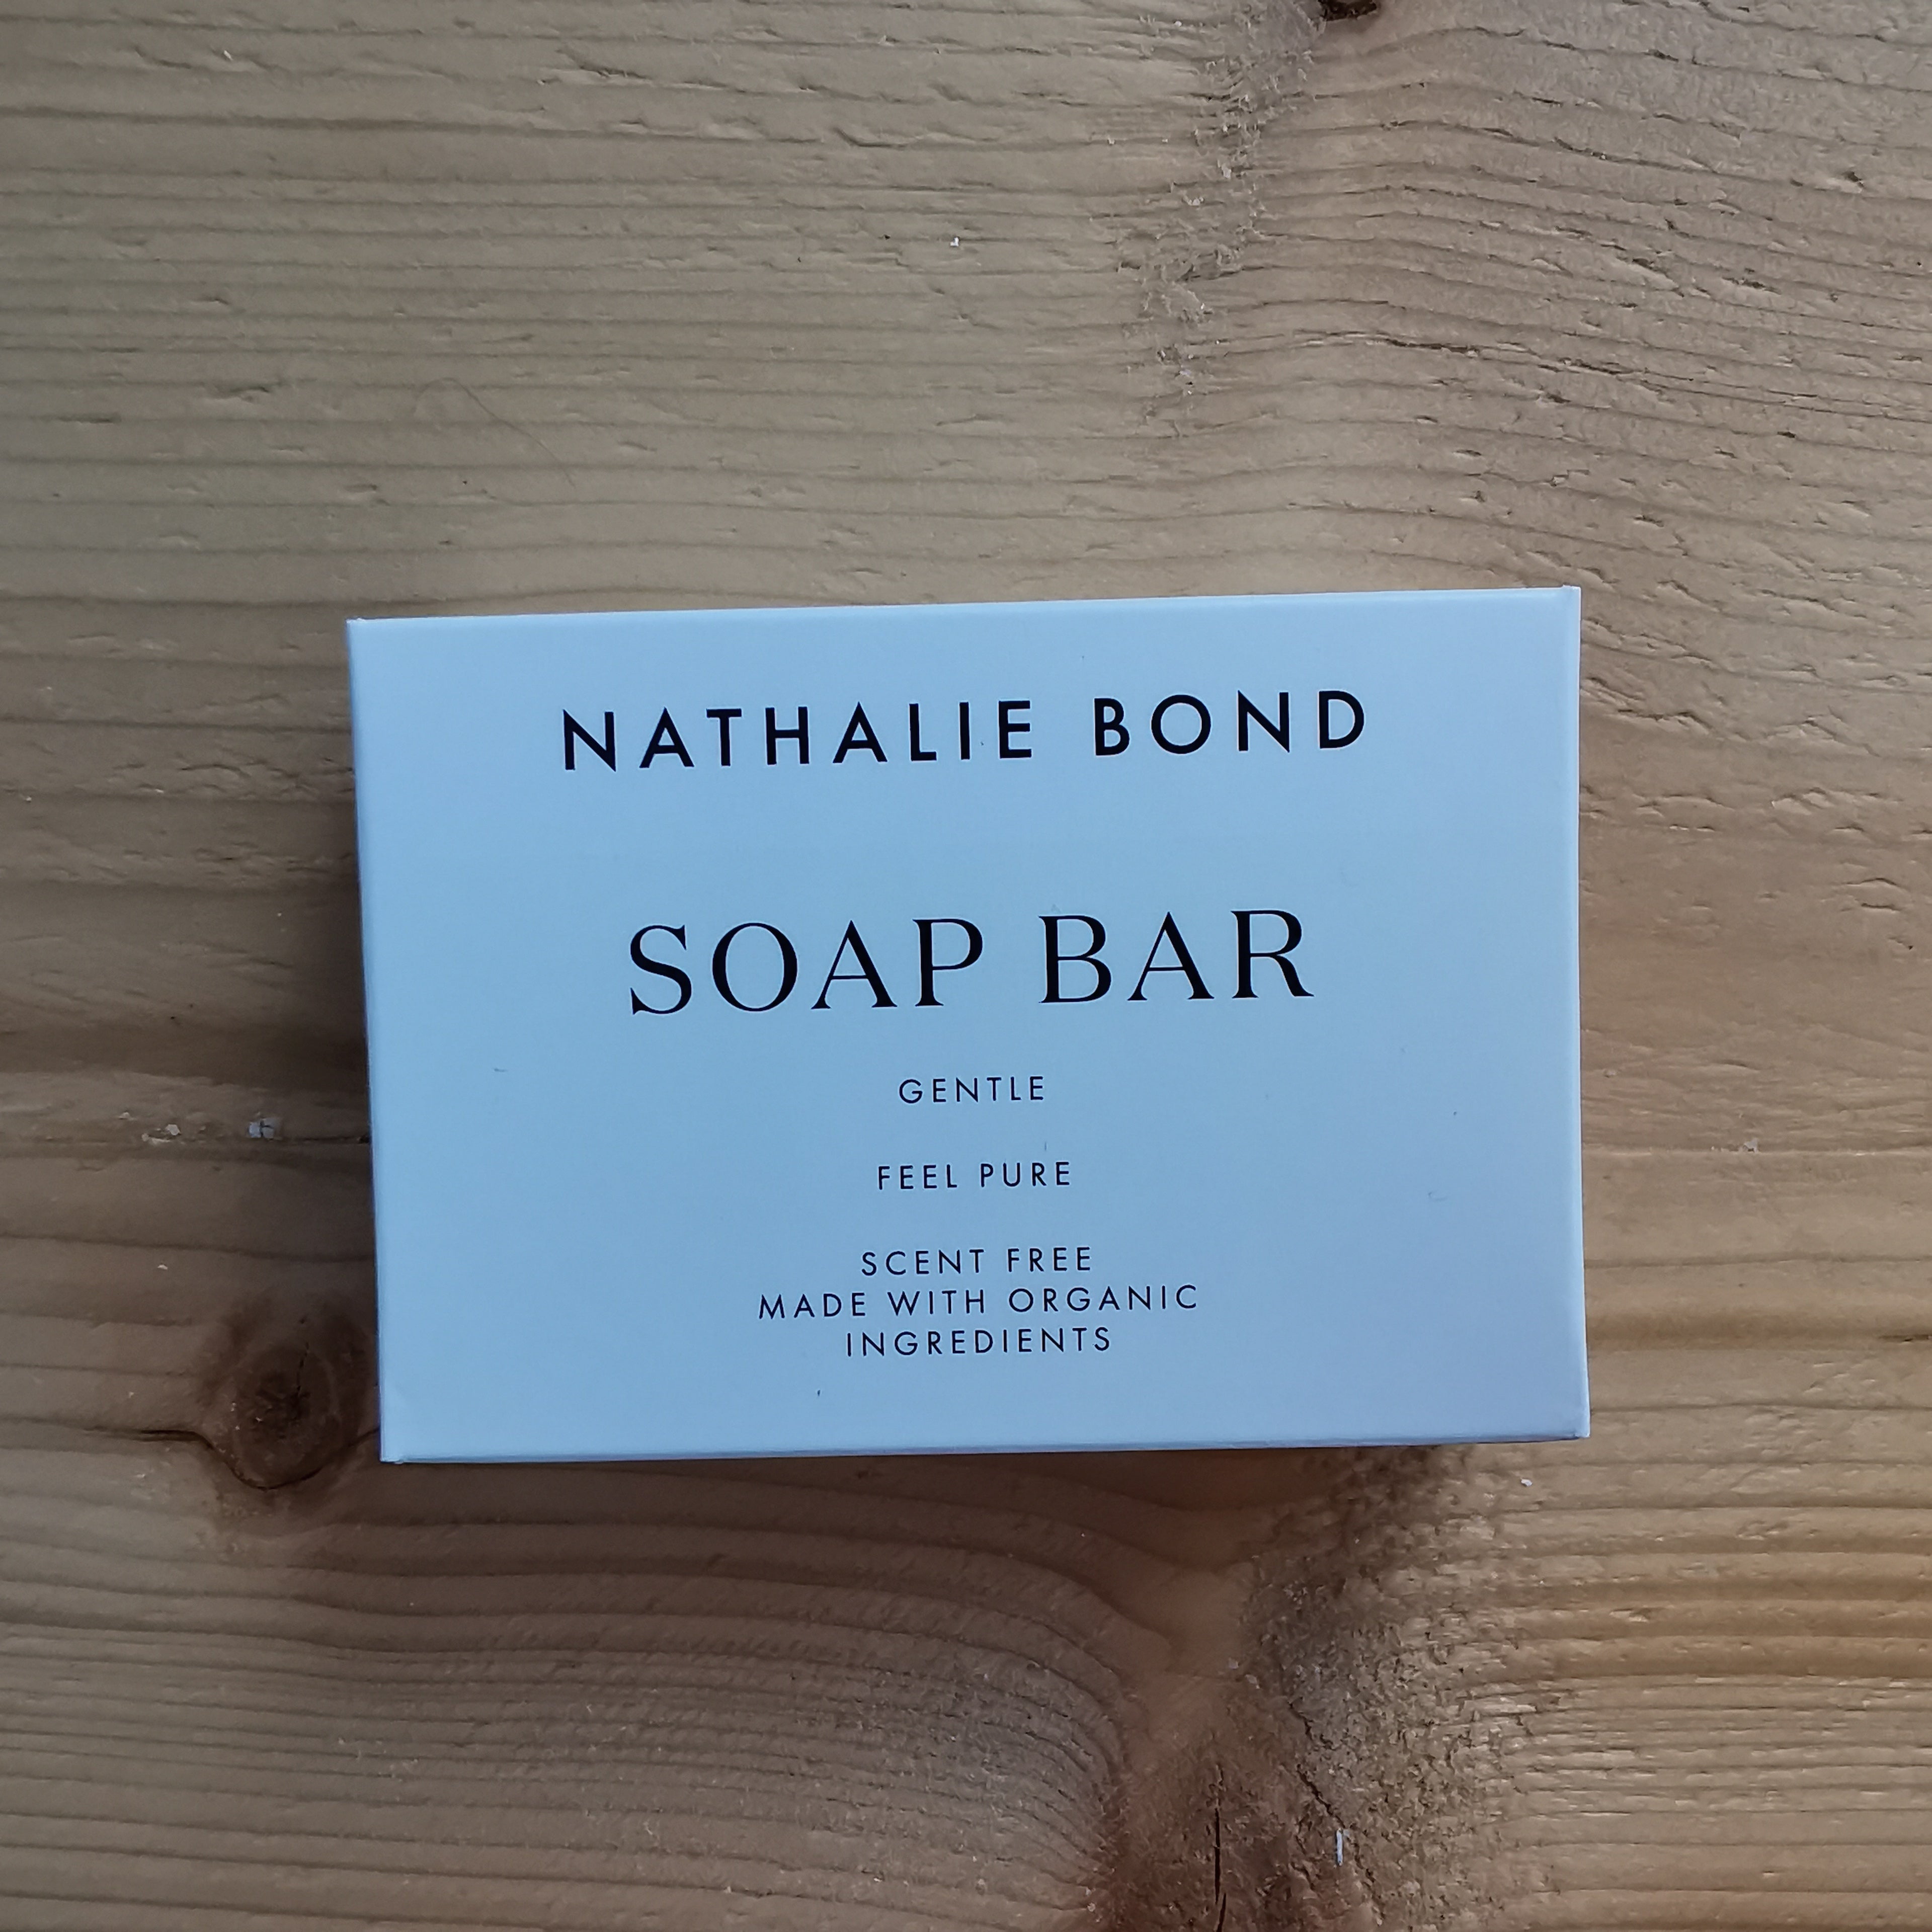 NATHALIE BOND
SOAP BAR
GENTLE
FEEL PURE
SCENT FREE
MADE WITH ORGANIC
INGREDIENTS